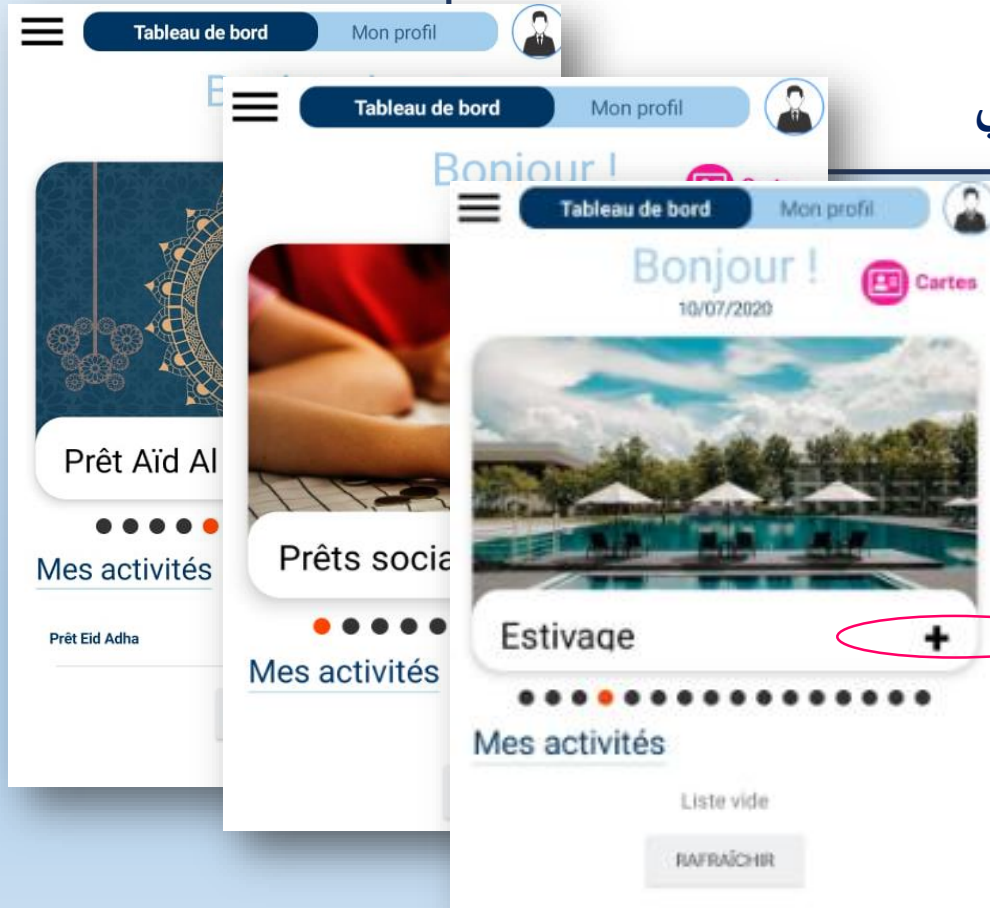 Tableau de bord Mon profil
Prêt Aïd Al
Mes activités
Prêt Eid Adha
Tableau de bord Mon profil
Bonjour !
Prêts socia
Mes activités
Tableau de bord Mon profil
Bonjour !
10/07/2020
Cartes
Estivage
Mes activités
Liste vide
RAFRAÎCHIR